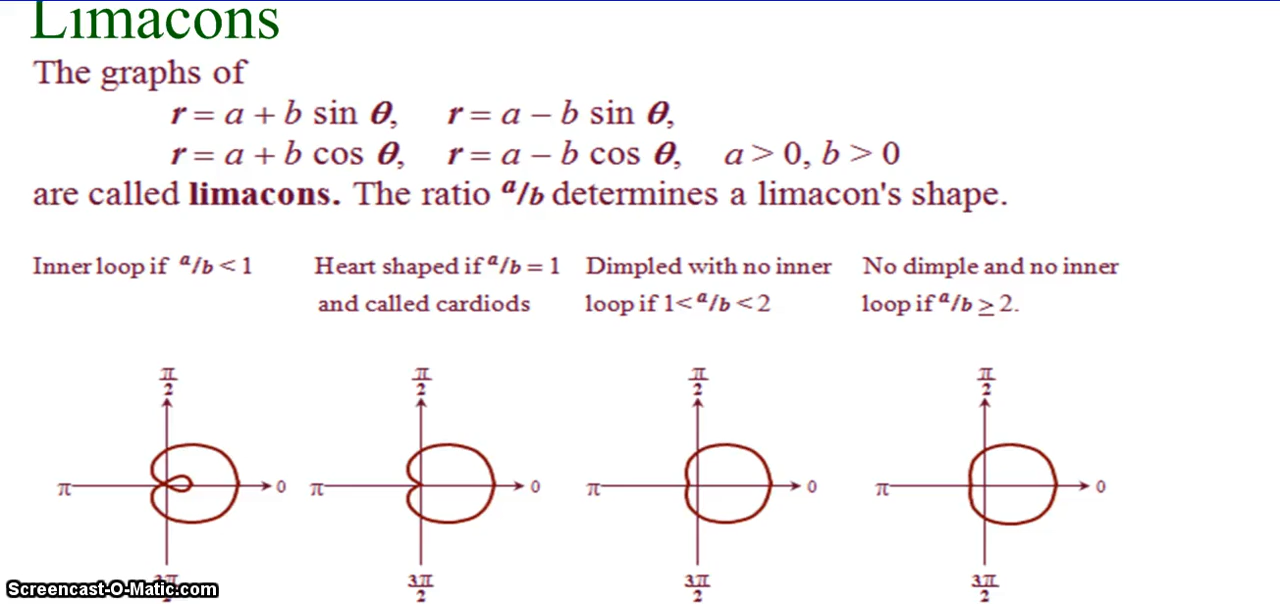 Limacons
The graphs of
r = a + b sin θ, r = a − b sin θ,
r = a + b cos θ, r = a − b cos θ, a > 0, b > 0
are called limacons. The ratio a/b determines a limacon's shape.
Inner loop if a/b < 1
Heart shaped if a/b = 1
and called cardiods
Dimpled with no inner
loop if 1 < a/b < 2
No dimple and no inner
loop if a/b ≥ 2.
π/2
π 0
π/2
π 0
3π/2
π/2
π 0
3π/2
π/2
π 0
3π/2
Screencast-O-Matic.com